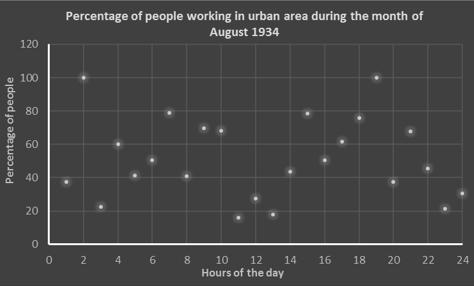 Percentage of people working in urban area during the month of
August 1934
120
100
80
60
40
20
0
Percentage of people
0 2 4 6 8 10 12 14 16 18 20 22 24
Hours of the day